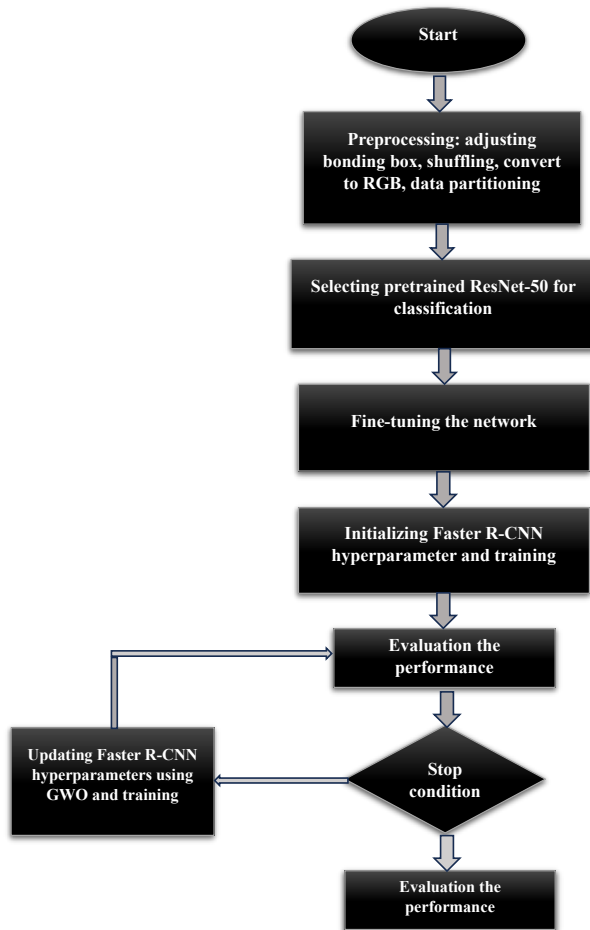 Start
Preprocessing: adjusting
bonding box, shuffling, convert
to RGB, data partitioning
Selecting pretrained ResNet-50 for
classification
Fine-tuning the network
Initializing Faster R-CNN
hyperparameter and training
Evaluation the
performance
Updating Faster R-CNN
hyperparameters using
GWO and training
Stop
condition
Evaluation the
performance